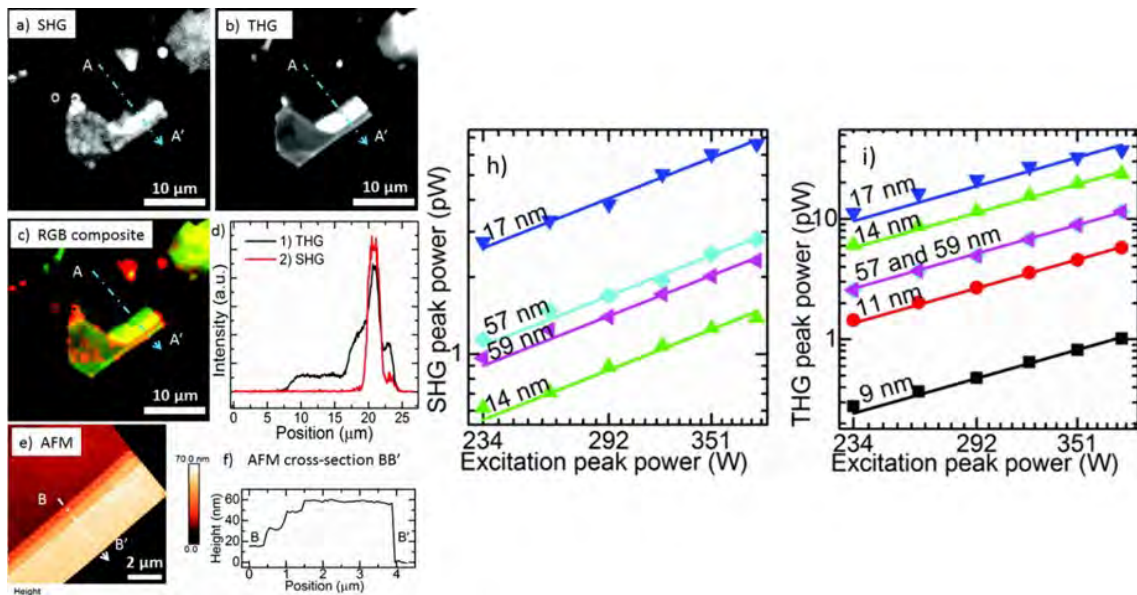 a) SHG
A
A'
10 µm
b) THG
A
A'
10 µm
c) RGB composite
A
A'
10 µm
d)
1) THG
2) SHG
Intensity (a.u.)
0 5 10 15 20 25
Position (µm)
e) AFM
B
B'
2 µm
Height
70.0 nm
0.0
f) AFM cross-section BB'
Height (nm)
60
40
20
0
B
B'
0 1 2 3 4
Position (µm)
h)
SHG peak power (pW)
1
17 nm
57 nm
59 nm
14 nm
234 292 351
Excitation peak power (W)
i)
THG peak power (pW)
10
1
17 nm
14 nm
57 and 59 nm
11 nm
9 nm
234 292 351
Excitation peak power (W)